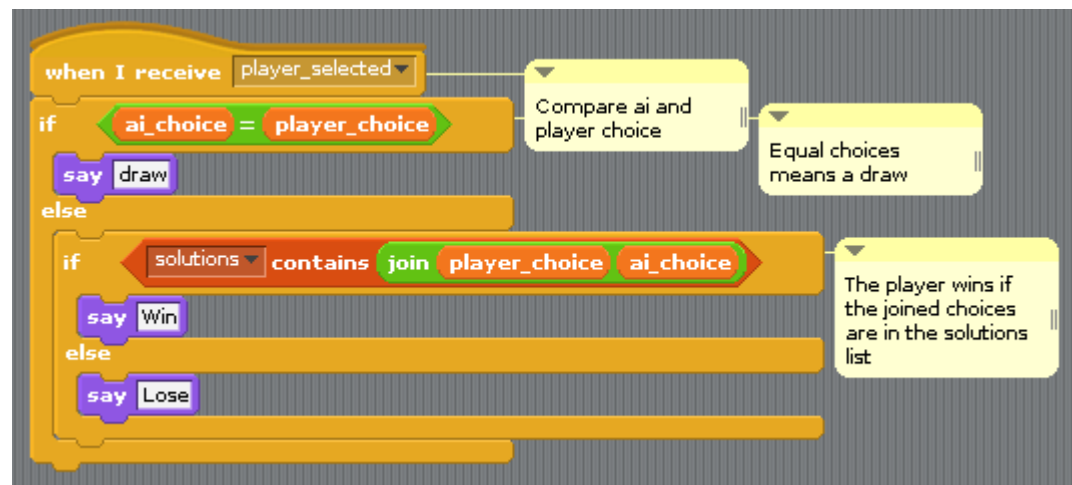 when I receive player_selected
Compare ai and
player choice
if ai_choice = player_choice
Equal choices
means a draw
say draw
else
if solutions contains join player_choice ai_choice
The player wins if
the joined choices
are in the solutions
list
say Win
else
say Lose